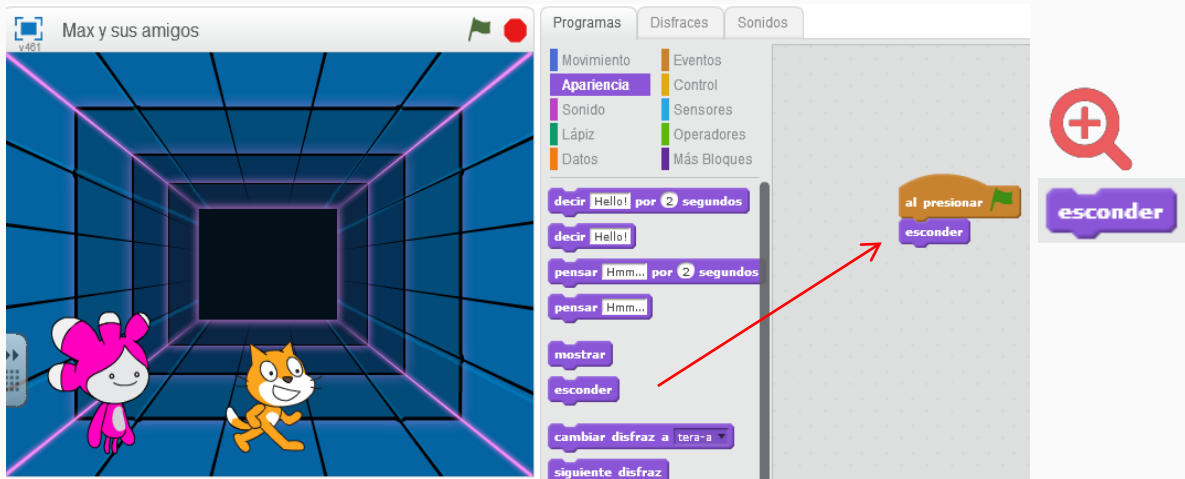 Max y sus amigos
v461
Programas
Disfraces
Sonidos
Movimiento
Eventos
Apariencia
Control
Sonido
Sensores
Lápiz
Operadores
Datos
Más Bloques
decir Hello! por 2 segundos
decir Hello!
pensar Hmm... por 2 segundos
pensar Hmm...
mostrar
esconder
cambiar disfraz a tera-a
siguiente disfraz
al presionar
esconder
esconder